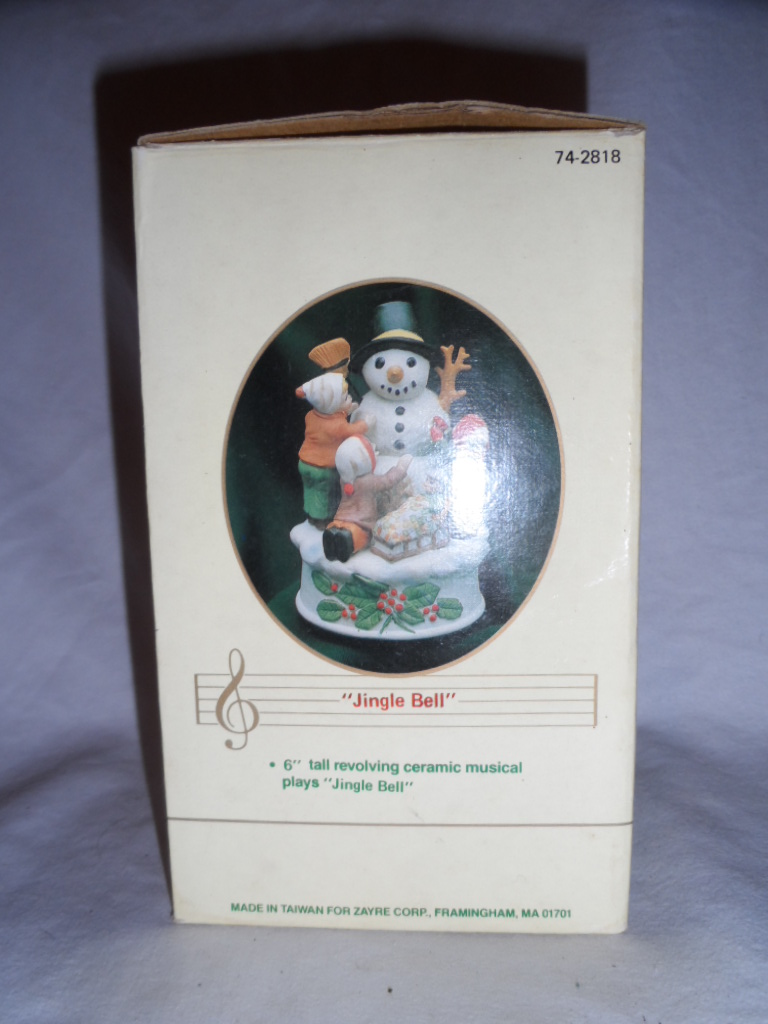 74-2818
"Jingle Bell"
• 6" tall revolving ceramic musical
plays "Jingle Bell"
MADE IN TAIWAN FOR ZAYRE CORP., FRAMINGHAM, MA 01701